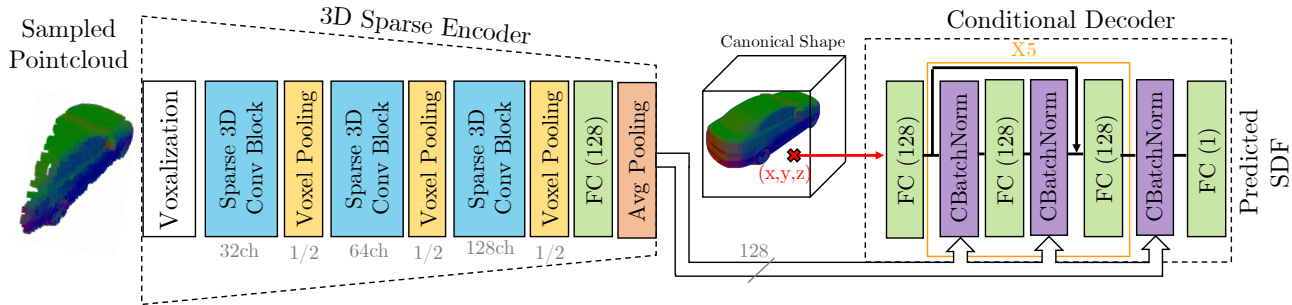 Sampled
Pointcloud
3D Sparse Encoder
Voxalization
Sparse 3D
Conv Block
32ch
Voxel Pooling
1/2
Sparse 3D
Conv Block
64ch
Voxel Pooling
1/2
Sparse 3D
Conv Block
128ch
Voxel Pooling
1/2
FC (128)
Avg Pooling
Canonical Shape
(x,y,z)
128
Conditional Decoder
X5
FC (128)
CBatchNorm
FC (128)
CBatchNorm
FC (128)
CBatchNorm
FC (1)
Predicted
SDF